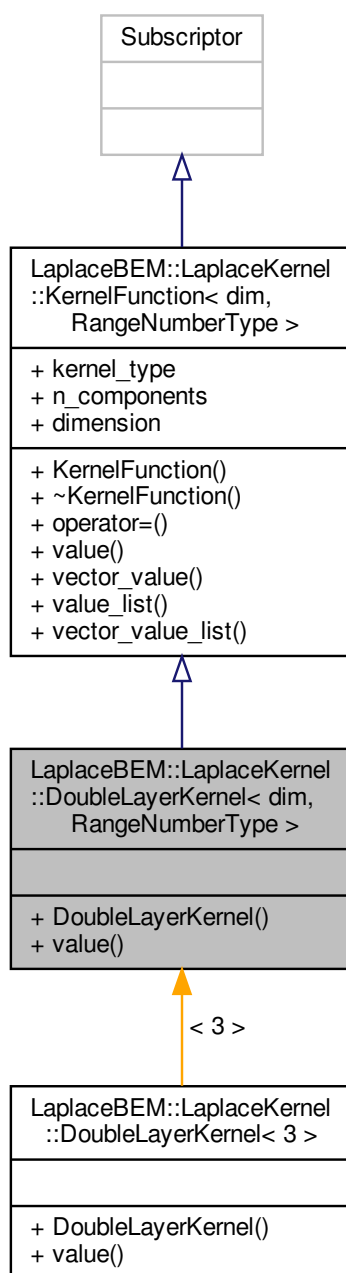 Subscriptor
LaplaceBEM::LaplaceKernel
::KernelFunction< dim,
RangeNumberType >
+ kernel_type
+ n_components
+ dimension
+ KernelFunction()
+ ~KernelFunction()
+ operator=()
+ value()
+ vector_value()
+ value_list()
+ vector_value_list()
LaplaceBEM::LaplaceKernel
::DoubleLayerKernel< dim,
RangeNumberType >
+ DoubleLayerKernel()
+ value()
< 3 >
LaplaceBEM::LaplaceKernel
::DoubleLayerKernel< 3 >
+ DoubleLayerKernel()
+ value()